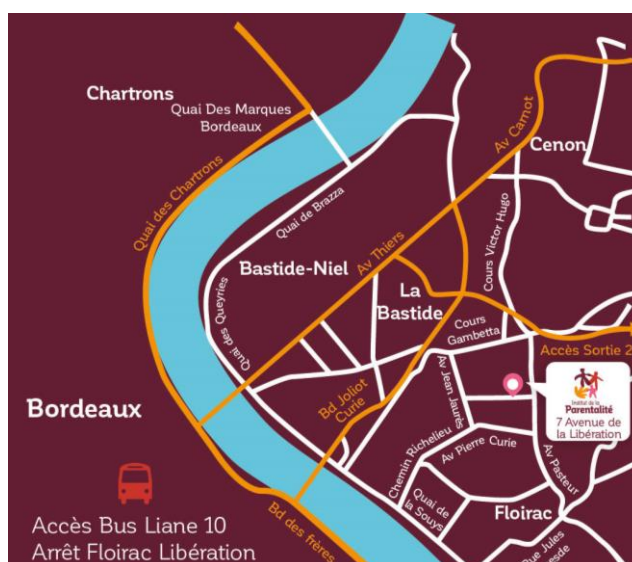 Chartrons
Quai Des Marques
Bordeaux
Av Carnot
Cenon
Quai des Chartrons
Quai de Brazza
Cours Victor Hugo
Av Thiers
Bastide-Niel
La
Bastide
Quai des Queyries
Cours
Gambetta
Accès Sortie 2
Bordeaux
Bd Joliot
Curie
Av Jean Jaurès
Institut de la
Parentalité
7 Avenue de
la Libération
Chemin Richelieu
Av Pierre Curie
Av Pasteur
Quai de
la Souys
Floirac
Accès Bus Liane 10
Arrêt Floirac Libération
Bd des frères
Rue Jules